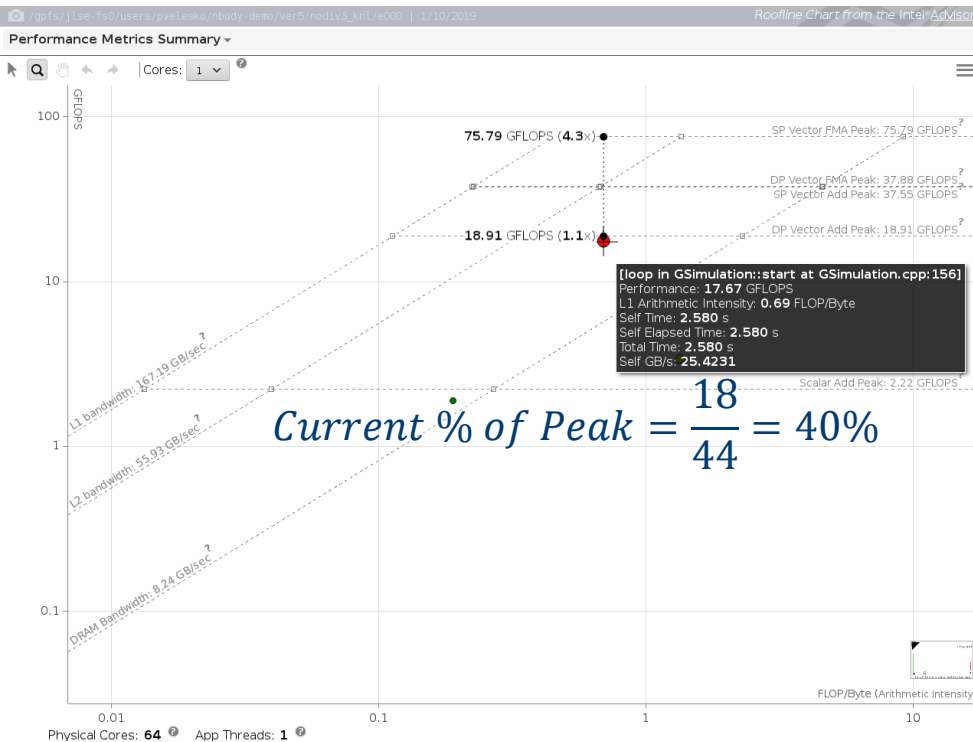 /gpfs/jlse-fs0/users/pvelesko/nbody-demo/ver5/nodiv3_knl/e000 | 1/10/2019
Roofline Chart from the Intel® Advisor
Performance Metrics Summary
Cores: 1 ?
GFLOPS
100
75.79 GFLOPS (4.3x)
SP Vector FMA Peak: 75.79 GFLOPS ?
DP Vector FMA Peak: 37.88 GFLOPS ?
SP Vector Add Peak: 37.55 GFLOPS ?
18.91 GFLOPS (1.1x)
DP Vector Add Peak: 18.91 GFLOPS ?
10
[loop in GSimulation::start at GSimulation.cpp:156]
Performance: 17.67 GFLOPS
L1 Arithmetic Intensity: 0.69 FLOP/Byte
Self Time: 2.580 s
Self Elapsed Time: 2.580 s
Total Time: 2.580 s
Self GB/s: 25.4231
L1 bandwidth: 167.19 GB/sec ?
Scalar Add Peak: 2.22 GFLOPS ?
Current % of Peak = 18/44 = 40%
1
L2 bandwidth: 55.93 GB/sec ?
DRAM Bandwidth: 8.24 GB/sec ?
0.1
FLOP/Byte (Arithmetic Intensity
0.01 0.1 1 10
Physical Cores: 64 ? App Threads: 1 ?